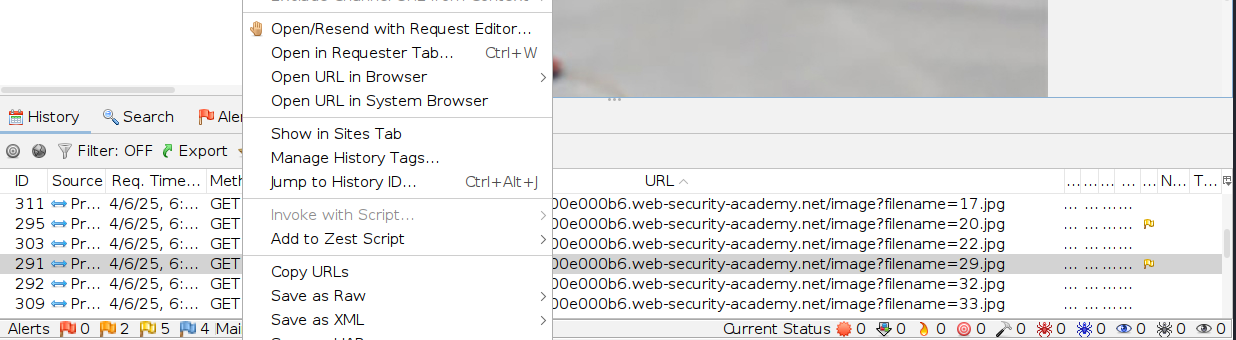 Open/Resend with Request Editor...
Open in Requester Tab... Ctrl+W
Open URL in Browser
Open URL in System Browser
History Search Aler
Show in Sites Tab
Filter: OFF Export
Manage History Tags...
ID Source Req. Time... Meth Jump to History ID... Ctrl+Alt+J URL ... ... ... ... ... N... T...
311 Pr... 4/6/25, 6:... GET 00e000b6.web-security-academy.net/image?filename=17.jpg ... ... ... ...
Invoke with Script...
295 Pr... 4/6/25, 6:... GET 00e000b6.web-security-academy.net/image?filename=20.jpg ... ... ... ...
303 Pr... 4/6/25, 6:... GET Add to Zest Script 00e000b6.web-security-academy.net/image?filename=22.jpg ... ... ... ...
291 Pr... 4/6/25, 6:... GET 00e000b6.web-security-academy.net/image?filename=29.jpg ... ... ... ...
Copy URLs
292 Pr... 4/6/25, 6:... GET 00e000b6.web-security-academy.net/image?filename=32.jpg ... ... ... ...
Save as Raw
309 Pr... 4/6/25, 6:... GET 00e000b6.web-security-academy.net/image?filename=33.jpg ... ... ... ...
Save as XML
Alerts 0 2 5 4 Mai Current Status 0 0 0 0 0 0 0 0 0 0